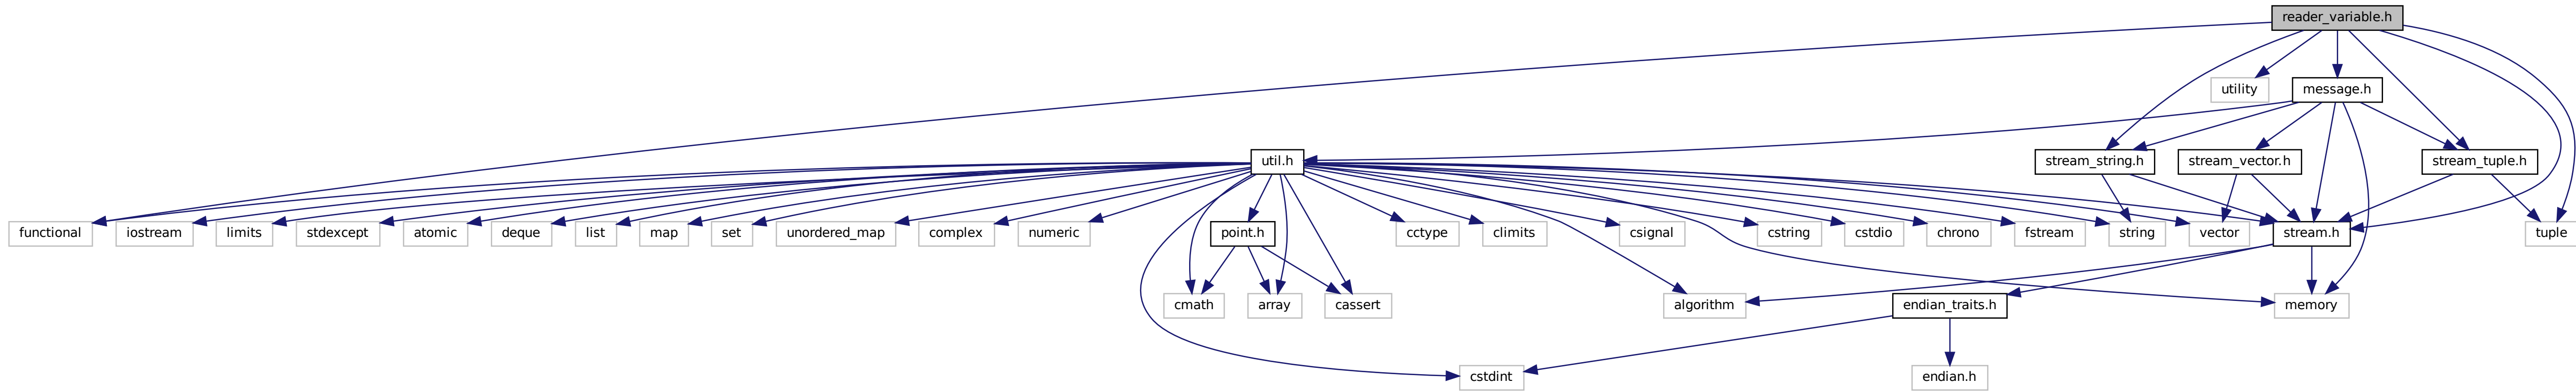 reader_variable.h
utility
message.h
util.h
stream_string.h
stream_vector.h
stream_tuple.h
functional
iostream
limits
stdexcept
atomic
deque
list
map
set
unordered_map
complex
numeric
point.h
cctype
climits
csignal
cstring
cstdio
chrono
fstream
string
vector
stream.h
tuple
cmath
array
cassert
algorithm
endian_traits.h
memory
cstdint
endian.h